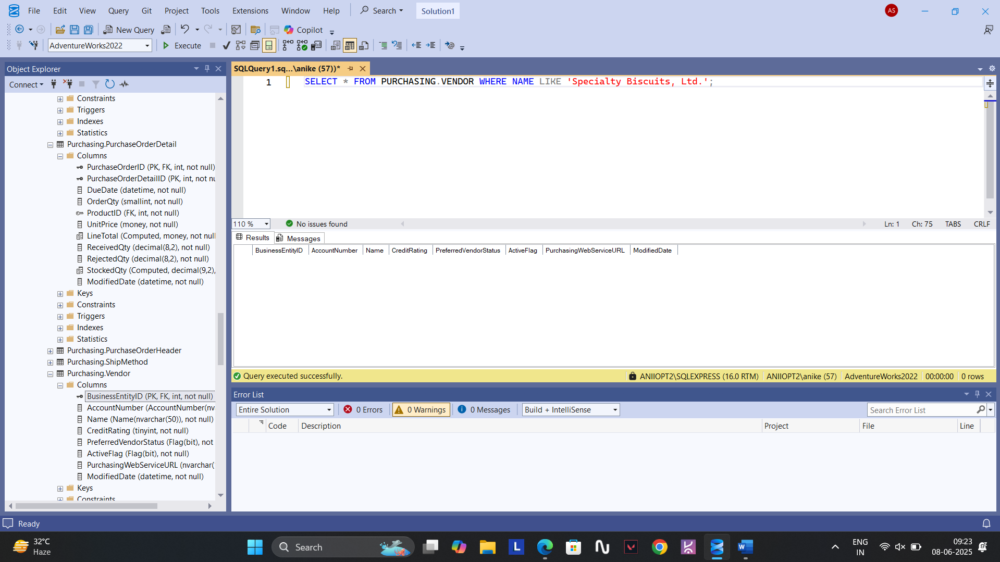 File Edit View Query Git Project Tools Extensions Window Help Search Solution1 AS
New Query Copilot
AdventureWorks2022 Execute
Object Explorer
Connect
Constraints
Triggers
Indexes
Statistics
Purchasing.PurchaseOrderDetail
Columns
PurchaseOrderID (PK, FK, int, not null)
PurchaseOrderDetailID (PK, int, not nu
DueDate (datetime, not null)
OrderQty (smallint, not null)
ProductID (FK, int, not null)
UnitPrice (money, not null)
LineTotal (Computed, money, not null
ReceivedQty (decimal(8,2), not null)
RejectedQty (decimal(8,2), not null)
StockedQty (Computed, decimal(9,2),
ModifiedDate (datetime, not null)
Keys
Constraints
Triggers
Indexes
Statistics
Purchasing.PurchaseOrderHeader
Purchasing.ShipMethod
Purchasing.Vendor
Columns
BusinessEntityID (PK, FK, int, not null)
AccountNumber (AccountNumber(nv
Name (Name(nvarchar(50)), not null)
CreditRating (tinyint, not null)
PreferredVendorStatus (Flag(bit), not
ActiveFlag (Flag(bit), not null)
PurchasingWebServiceURL (nvarchar(
ModifiedDate (datetime, not null)
Keys
Constraints
SQLQuery1.sq...\anike (57))*
1 SELECT * FROM PURCHASING.VENDOR WHERE NAME LIKE 'Specialty Biscuits, Ltd.';
110 % No issues found Ln: 1 Ch: 75 TABS CRLF
Results Messages
BusinessEntityID AccountNumber Name CreditRating PreferredVendorStatus ActiveFlag PurchasingWebServiceURL ModifiedDate
Query executed successfully. ANIIOPT2\SQLEXPRESS (16.0 RTM) ANIIOPT2\anike (57) AdventureWorks2022 00:00:00 0 rows
Error List
Entire Solution 0 Errors 0 Warnings 0 Messages Build + IntelliSense Search Error List
Code Description Project File Line
Ready
32°C
Haze
Search
L
ENG
IN
09:23
08-06-2025